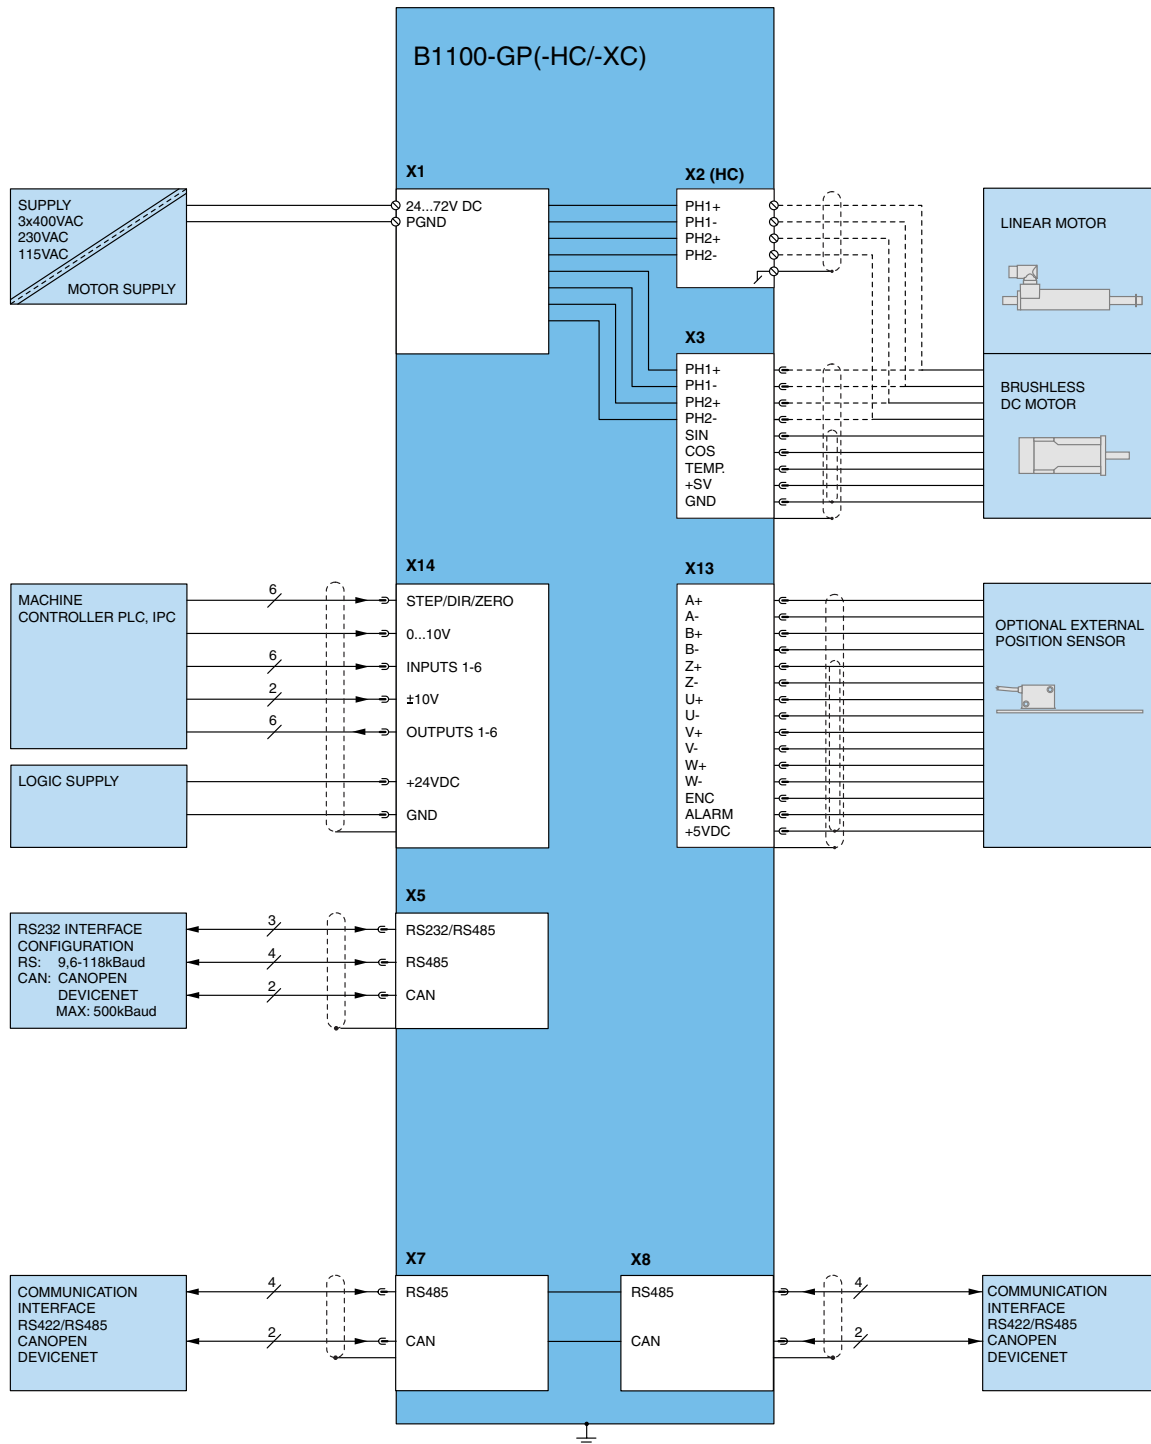 B1100-GP(-HC/-XC)
X1
X2 (HC)
SUPPLY
3x400VAC
230VAC
115VAC
MOTOR SUPPLY
24...72V DC
PGND
PH1+
PH1-
PH2+
PH2-
LINEAR MOTOR
X3
PH1+
PH1-
PH2+
PH2-
SIN
COS
TEMP.
+SV
GND
BRUSHLESS
DC MOTOR
X14
X13
MACHINE
CONTROLLER PLC, IPC
6
6
2
6
STEP/DIR/ZERO
0...10V
INPUTS 1-6
±10V
OUTPUTS 1-6
+24VDC
GND
LOGIC SUPPLY
A+
A-
B+
B-
Z+
Z-
U+
U-
V+
V-
W+
W-
ENC
ALARM
+5VDC
OPTIONAL EXTERNAL
POSITION SENSOR
X5
RS232 INTERFACE
CONFIGURATION
RS: 9,6-118kBaud
CAN: CANOPEN
DEVICENET
MAX: 500kBaud
3
4
2
RS232/RS485
RS485
CAN
X7
X8
COMMUNICATION
INTERFACE
RS422/RS485
CANOPEN
DEVICENET
4
2
RS485
CAN
RS485
CAN
4
2
COMMUNICATION
INTERFACE
RS422/RS485
CANOPEN
DEVICENET